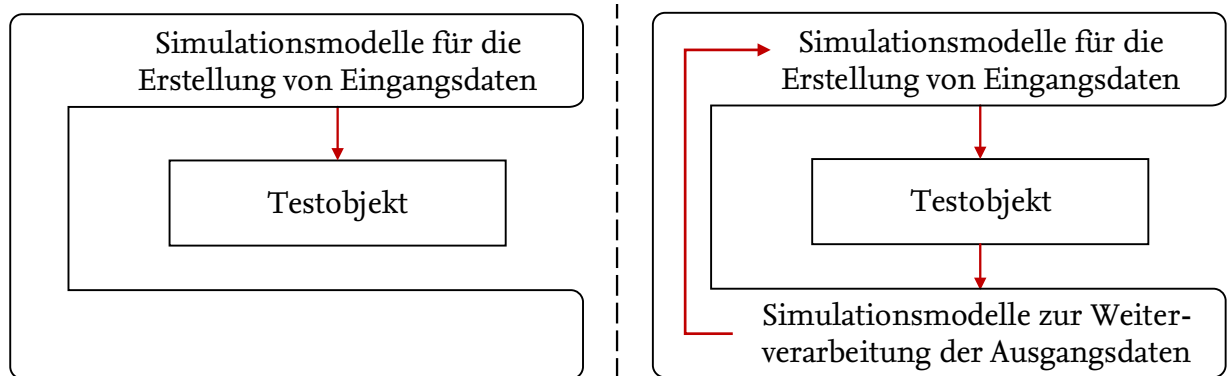 Simulationsmodelle für die
Erstellung von Eingangsdaten
Testobjekt
Simulationsmodelle für die
Erstellung von Eingangsdaten
Testobjekt
Simulationsmodelle zur Weiter-
verarbeitung der Ausgangsdaten